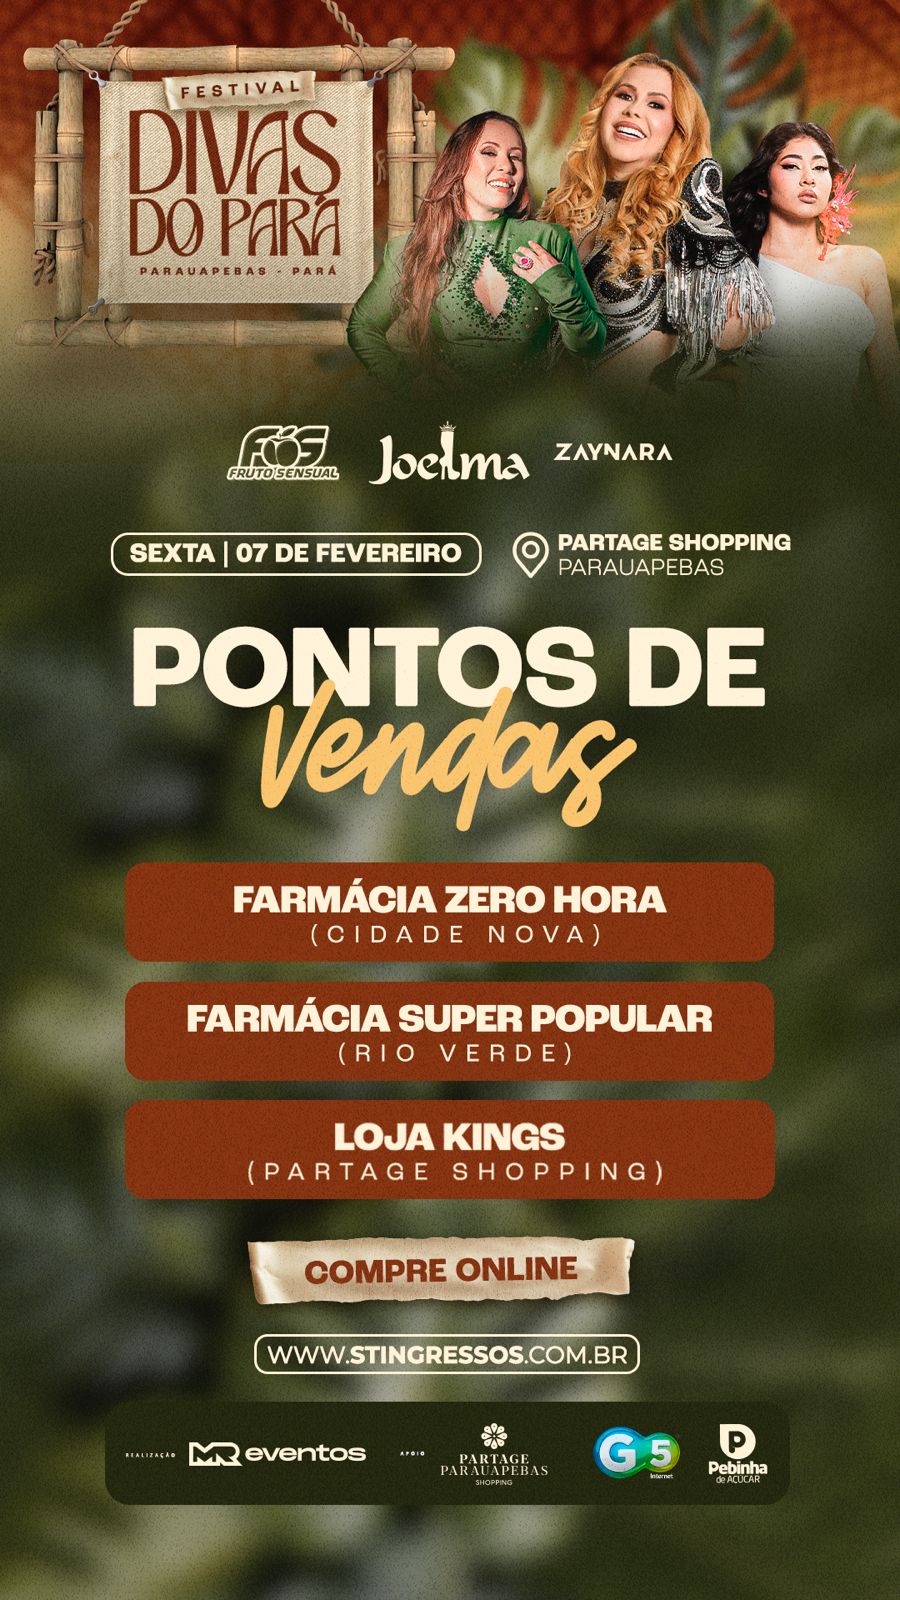 FESTIVAL
DIVAS
DO PARÁ
PARAUAPEBAS - PARÁ
FOS
FRUTO SENSUAL
Joelma
ZAYNARA
SEXTA | 07 DE FEVEREIRO
PARTAGE SHOPPING
PARAUAPEBAS
PONTOS DE
Vendas
FARMÁCIA ZERO HORA
(CIDADE NOVA)
FARMÁCIA SUPER POPULAR
(RIO VERDE)
LOJA KINGS
(PARTAGE SHOPPING)
COMPRE ONLINE
WWW.STINGRESSOS.COM.BR
REALIZAÇÃO
MR eventos
APOIO
PARTAGE
PARAUAPEBAS
SHOPPING
G5
Internet
P
Pebinha
de AÇÚCAR